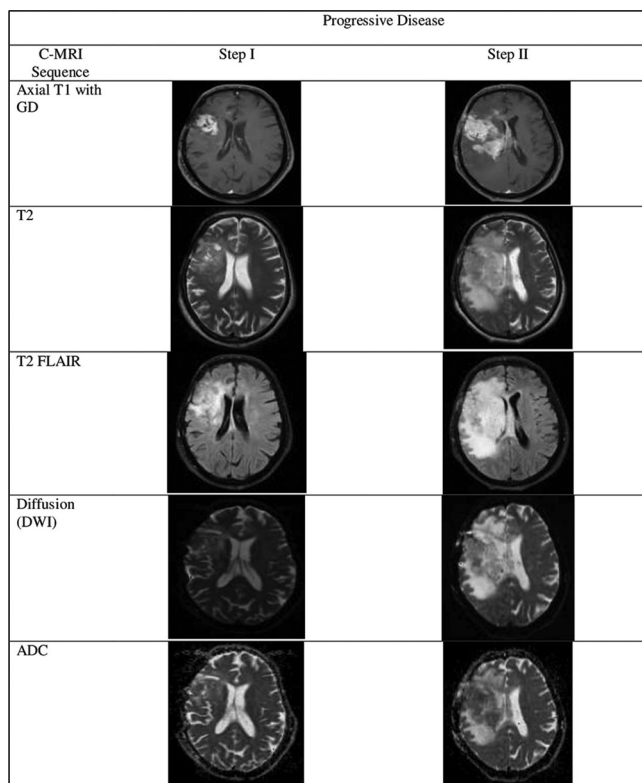 Progressive Disease
C-MRI Step I Step II
Sequence
Axial T1 with
GD
T2
T2 FLAIR
Diffusion
(DWI)
ADC